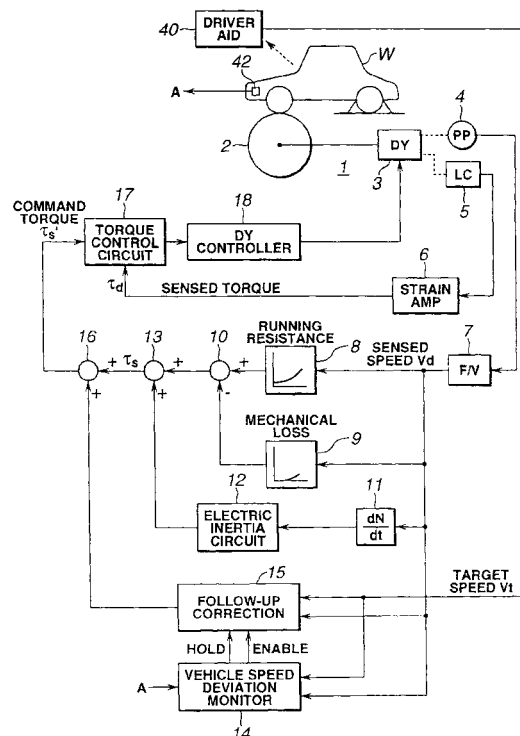 40
DRIVER AID
42
W
A
4
PP
2
DY
3
1
LC
5
COMMAND TORQUE
τs'
17
TORQUE CONTROL CIRCUIT
18
DY CONTROLLER
τd
SENSED TORQUE
6
STRAIN AMP
16
+
+
τs
13
+
+
10
+
-
RUNNING RESISTANCE
8
SENSED SPEED Vd
7
F/V
MECHANICAL LOSS
9
12
ELECTRIC INERTIA CIRCUIT
11
dN
dt
15
FOLLOW-UP CORRECTION
TARGET SPEED Vt
HOLD
ENABLE
A
VEHICLE SPEED DEVIATION MONITOR
14